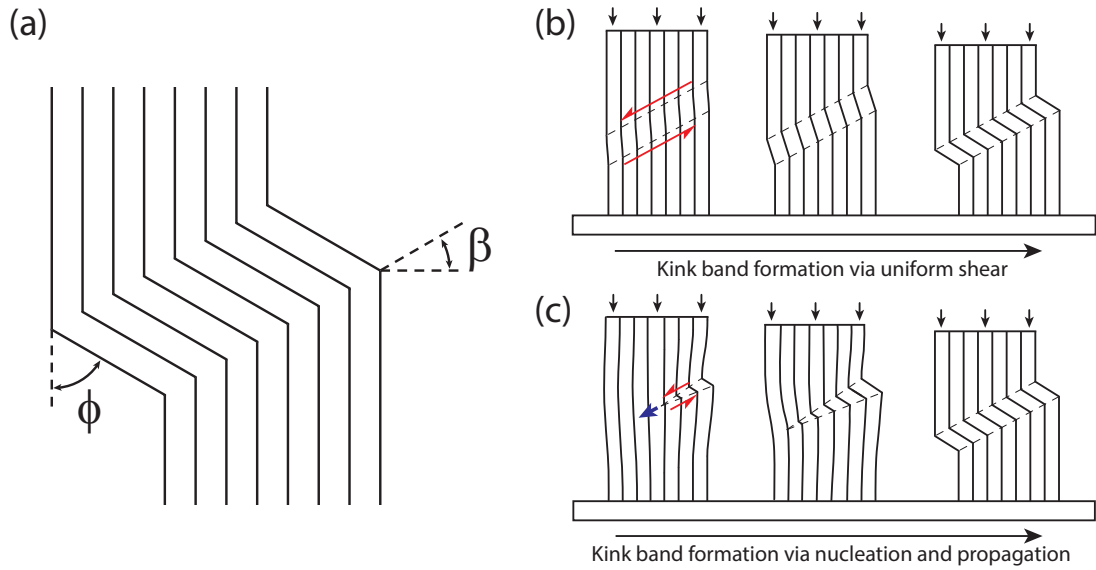 (a)
β
ϕ
(b)
Kink band formation via uniform shear
(c)
Kink band formation via nucleation and propagation